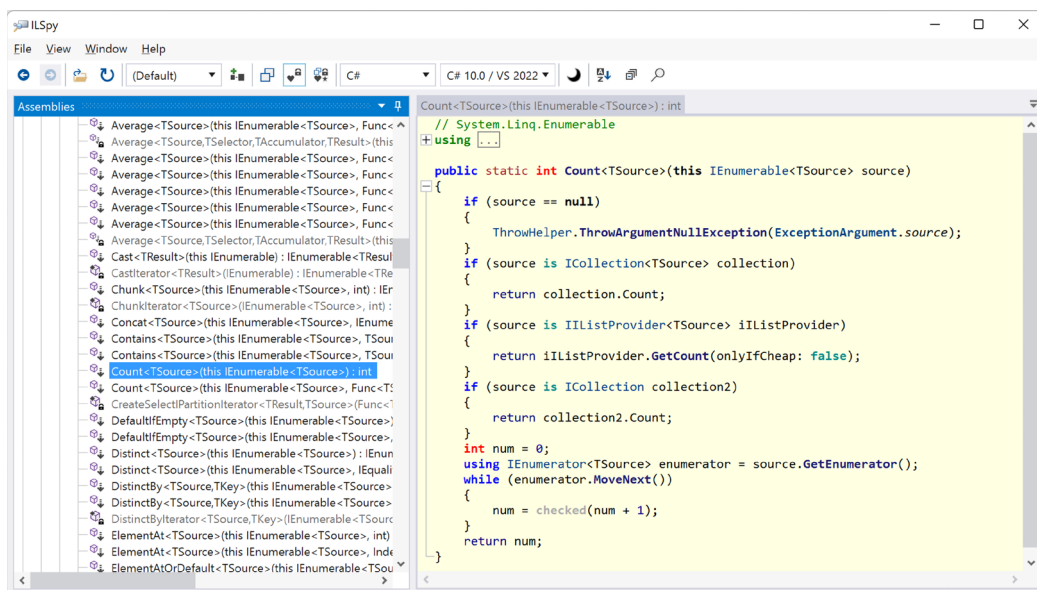 ILSpy
File View Window Help
(Default) C# C# 10.0 / VS 2022
Assemblies
Average<TSource>(this IEnumerable<TSource>, Func<
Average<TSource,TSelector,TAccumulator,TResult>(this
Average<TSource>(this IEnumerable<TSource>, Func<
Average<TSource>(this IEnumerable<TSource>, Func<
Average<TSource>(this IEnumerable<TSource>, Func<
Average<TSource>(this IEnumerable<TSource>, Func<
Average<TSource>(this IEnumerable<TSource>, Func<
Average<TSource,TSelector,TAccumulator,TResult>(this
Cast<TResult>(this IEnumerable) : IEnumerable<TResul
CastIterator<TResult>(IEnumerable) : IEnumerable<TRe
Chunk<TSource>(this IEnumerable<TSource>, int) : IEr
ChunkIterator<TSource>(IEnumerable<TSource>, int) :
Concat<TSource>(this IEnumerable<TSource>, IEnume
Contains<TSource>(this IEnumerable<TSource>, TSour
Contains<TSource>(this IEnumerable<TSource>, TSour
Count<TSource>(this IEnumerable<TSource>) : int
Count<TSource>(this IEnumerable<TSource>, Func<TS
CreateSelectIPartitionIterator<TResult,TSource>(Func<T
DefaultIfEmpty<TSource>(this IEnumerable<TSource>)
DefaultIfEmpty<TSource>(this IEnumerable<TSource>,
Distinct<TSource>(this IEnumerable<TSource>) : IEnum
Distinct<TSource>(this IEnumerable<TSource>, IEquali
DistinctBy<TSource,TKey>(this IEnumerable<TSource>
DistinctBy<TSource,TKey>(this IEnumerable<TSource>
DistinctByIterator<TSource,TKey>(IEnumerable<TSourc
ElementAt<TSource>(this IEnumerable<TSource>, int)
ElementAt<TSource>(this IEnumerable<TSource>, Inde
ElementAtOrDefault<TSource>(this IEnumerable<TSou
Count<TSource>(this IEnumerable<TSource>) : int
// System.Linq.Enumerable
using ...
public static int Count<TSource>(this IEnumerable<TSource> source)
{
if (source == null)
{
ThrowHelper.ThrowArgumentNullException(ExceptionArgument.source);
}
if (source is ICollection<TSource> collection)
{
return collection.Count;
}
if (source is IIListProvider<TSource> iIListProvider)
{
return iIListProvider.GetCount(onlyIfCheap: false);
}
if (source is ICollection collection2)
{
return collection2.Count;
}
int num = 0;
using IEnumerator<TSource> enumerator = source.GetEnumerator();
while (enumerator.MoveNext())
{
num = checked(num + 1);
}
return num;
}